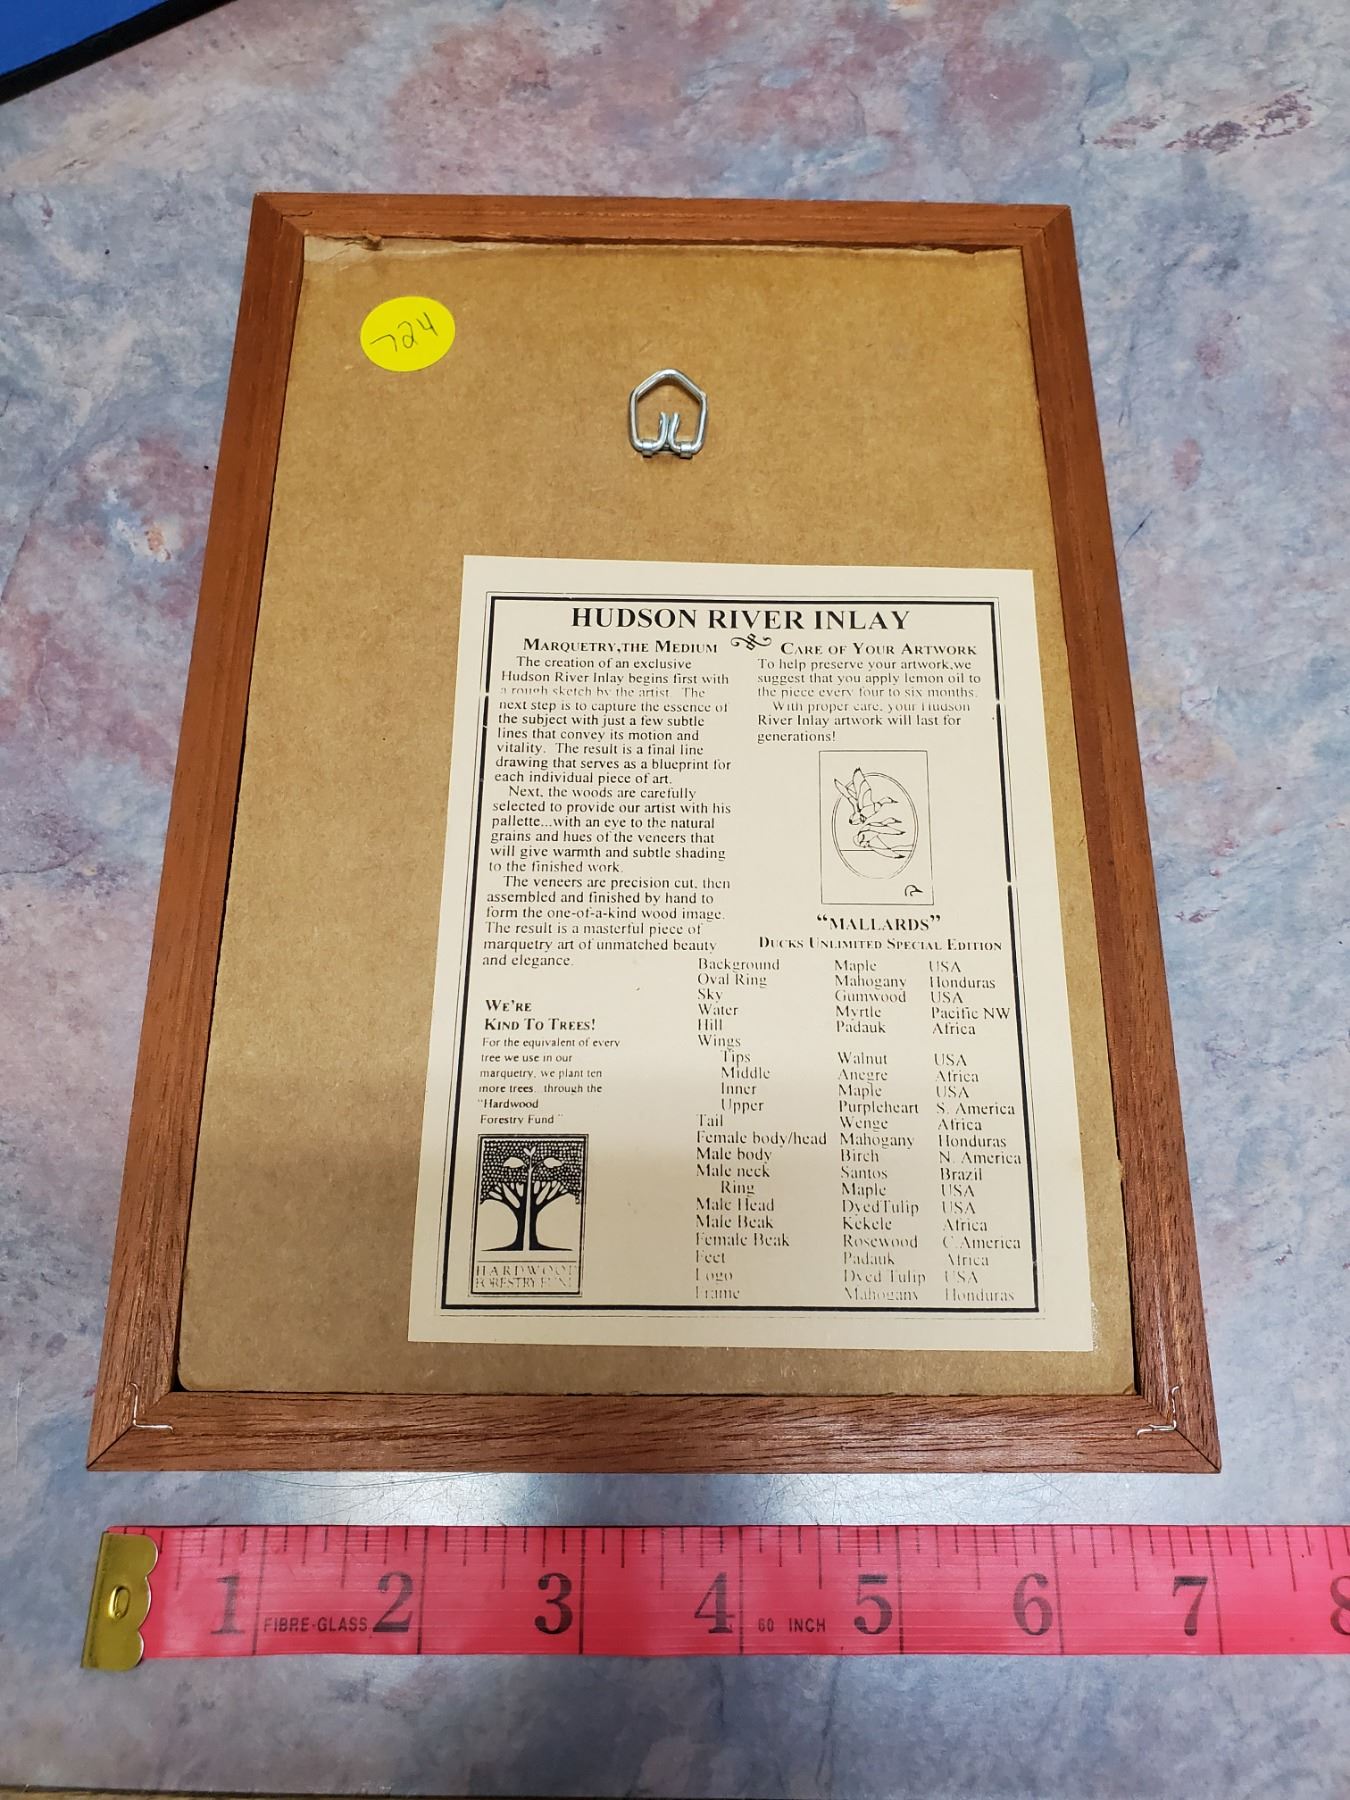 724
HUDSON RIVER INLAY
MARQUETRY,THE MEDIUM
The creation of an exclusive
Hudson River Inlay begins first with
a rough sketch by the artist. The
next step is to capture the essence of
the subject with just a few subtle
lines that convey its motion and
vitality. The result is a final line
drawing that serves as a blueprint for
each individual piece of art.
Next, the woods are carefully
selected to provide our artist with his
pallette...with an eye to the natural
grains and hues of the veneers that
will give warmth and subtle shading
to the finished work.
The veneers are precision cut, then
assembled and finished by hand to
form the one-of-a-kind wood image.
The result is a masterful piece of
marquetry art of unmatched beauty
and elegance.
WE'RE
KIND TO TREES!
For the equivalent of every
tree we use in our
marquetry, we plant ten
more trees...through the
"Hardwood
Forestry Fund"
HARDWOOD
FORESTRY FUND
CARE OF YOUR ARTWORK
To help preserve your artwork,we
suggest that you apply lemon oil to
the piece every four to six months.
With proper care, your Hudson
River Inlay artwork will last for
generations!
"MALLARDS"
DUCKS UNLIMITED SPECIAL EDITION
Background Maple USA
Oval Ring Mahogany Honduras
Sky Gumwood USA
Water Myrtle Pacific NW
Hill Padauk Africa
Wings
Tips Walnut USA
Middle Anegre Africa
Inner Maple USA
Upper Purpleheart S. America
Tail Wenge Africa
Female body/head Mahogany Honduras
Male body Birch N. America
Male neck Santos Brazil
Ring Maple USA
Male Head DyedTulip USA
Male Beak Kekele Africa
Female Beak Rosewood C.America
Feet Padauk Africa
Logo Dyed Tulip USA
Frame Mahogany Honduras
0 1 FIBRE-GLASS 2 3 4 60 INCH 5 6 7 8